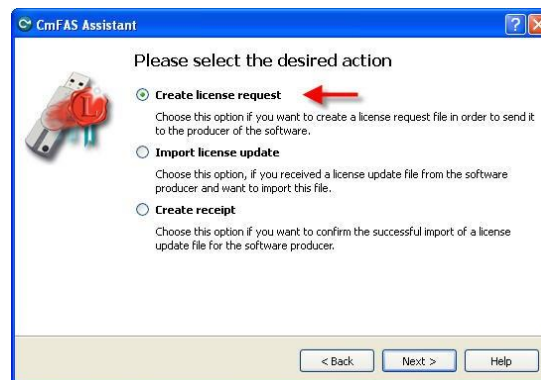 CmFAS Assistant
Please select the desired action
Create license request
Choose this option if you want to create a license request file in order to send it
to the producer of the software.
Import license update
Choose this option, if you received a license update file from the software
producer and want to import this file.
Create receipt
Choose this option if you want to confirm the successful import of a license
update file for the software producer.
< Back Next > Help